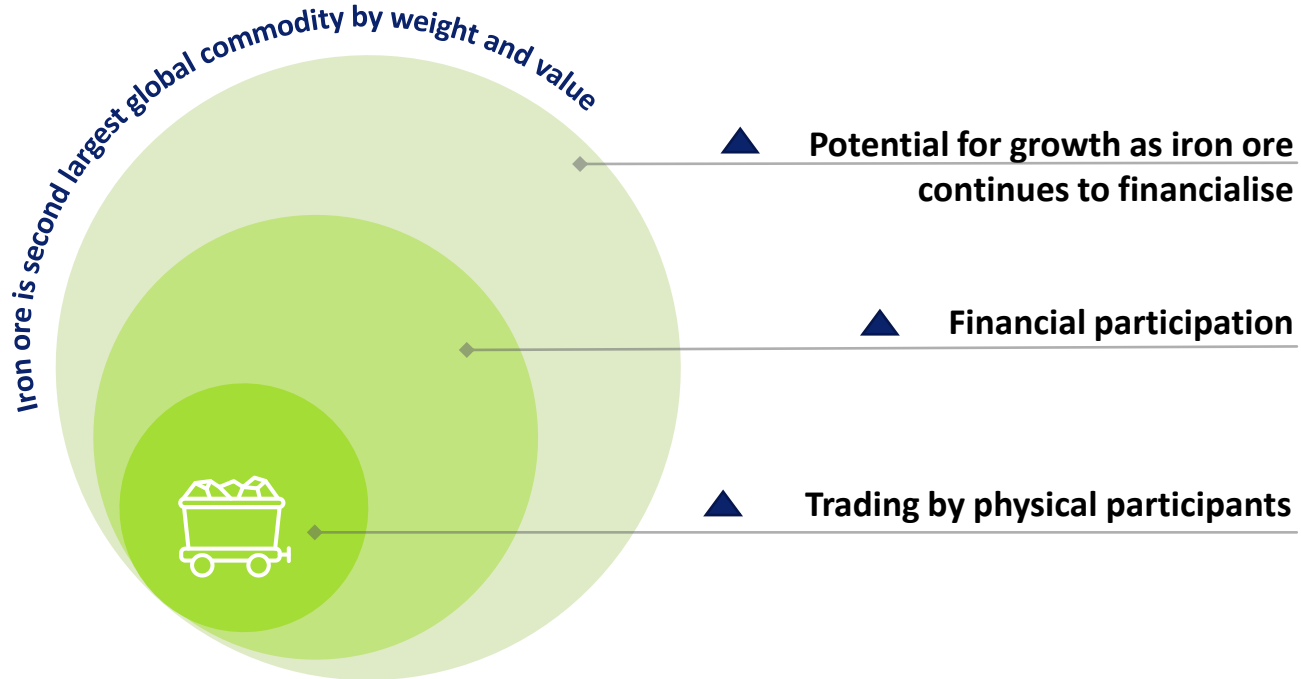 Iron ore is second largest global commodity by weight and value
Potential for growth as iron ore
continues to financialise
Financial participation
Trading by physical participants